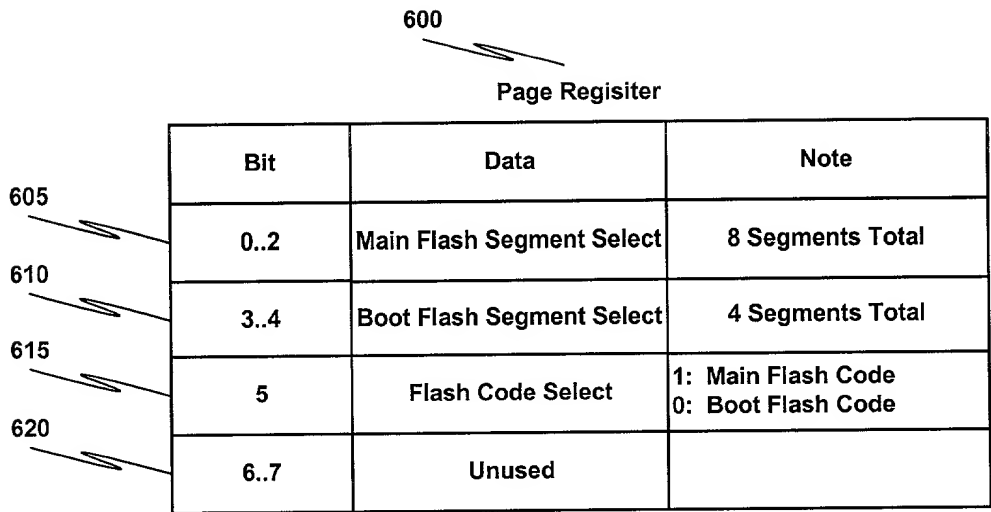 600
Page Regisiter
Bit Data Note
605
0..2 Main Flash Segment Select 8 Segments Total
610
3..4 Boot Flash Segment Select 4 Segments Total
615
5 Flash Code Select 1: Main Flash Code
0: Boot Flash Code
620
6..7 Unused